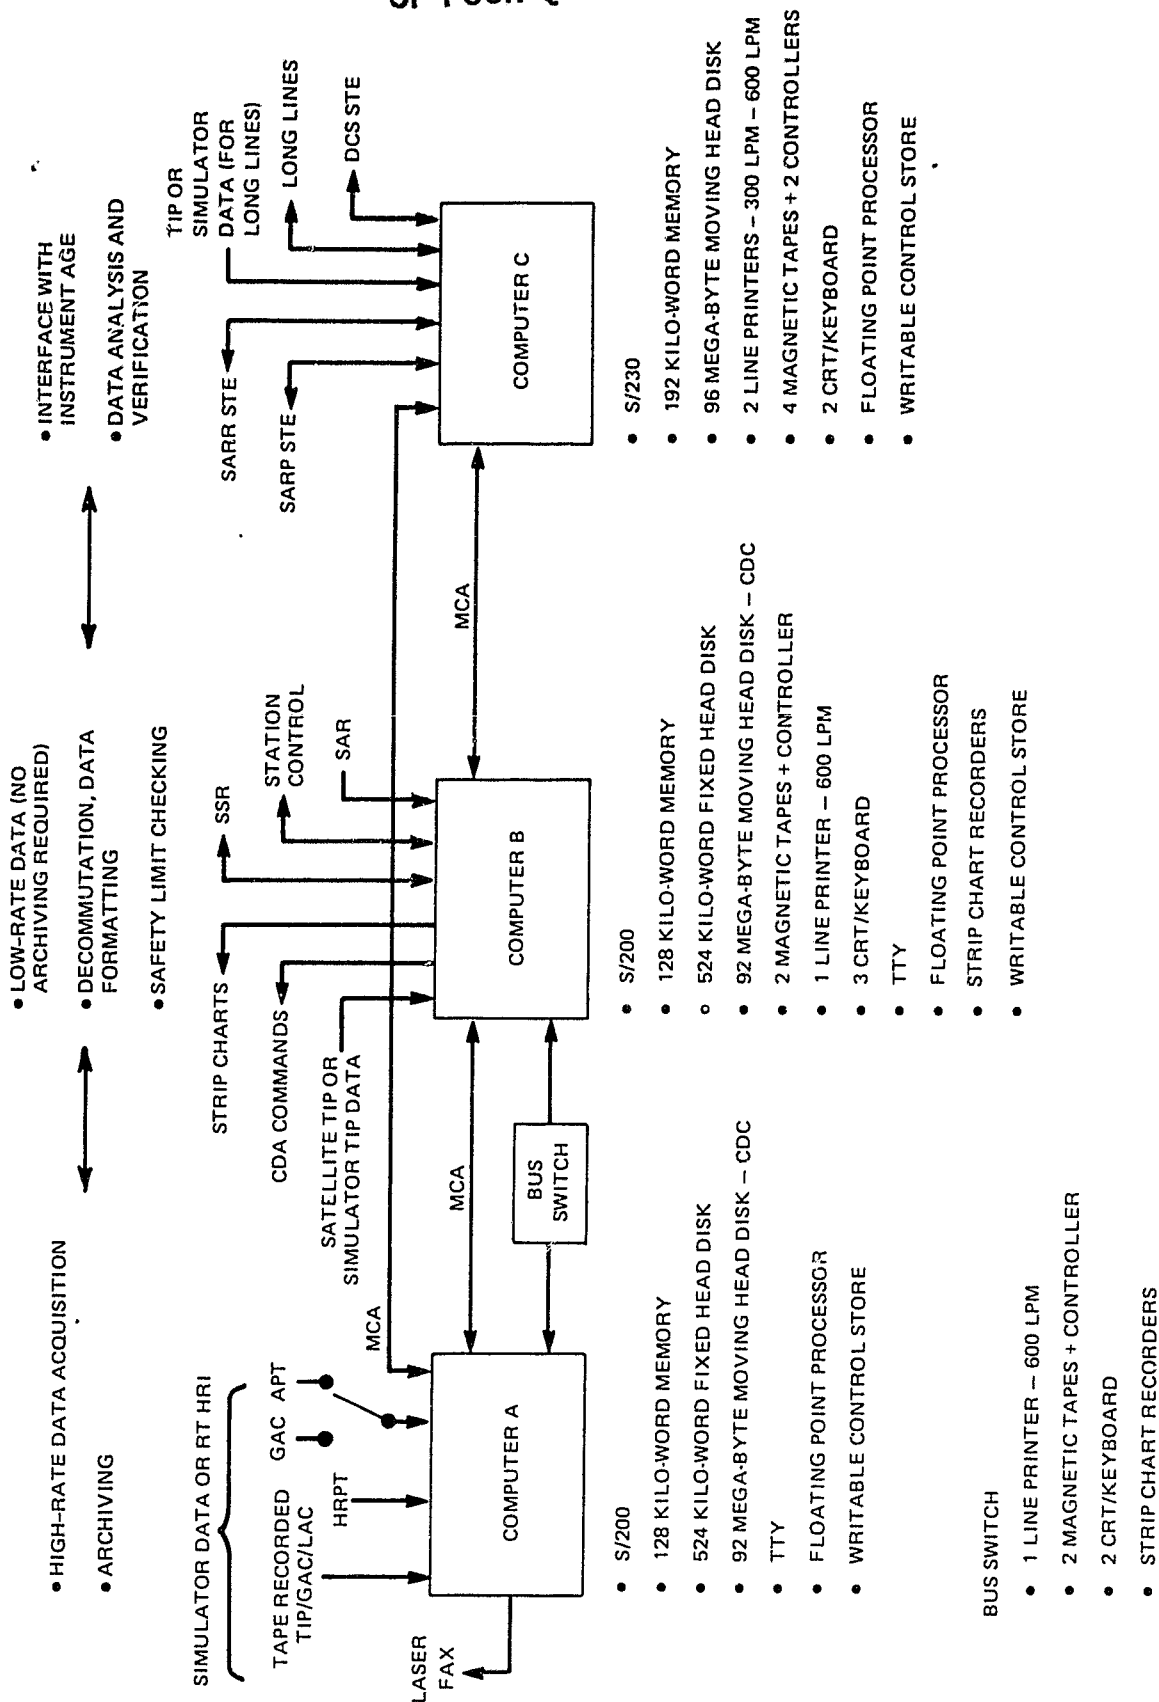 • HIGH-RATE DATA ACQUISITION
• ARCHIVING
• LOW-RATE DATA (NO
ARCHIVING REQUIRED)
• DECOMMUTATION, DATA
FORMATTING
• SAFETY LIMIT CHECKING
• INTERFACE WITH
INSTRUMENT AGE
• DATA ANALYSIS AND
VERIFICATION
SIMULATOR DATA OR RT HRI
TAPE RECORDED
TIP/GAC/LAC
HRPT
GAC
APT
LASER
FAX
COMPUTER A
MCA
MCA
BUS
SWITCH
STRIP CHARTS
CDA COMMANDS
SATELLITE TIP OR
SIMULATOR TIP DATA
SSR
STATION
CONTROL
SAR
COMPUTER B
MCA
SARR STE
SARP STE
TIP OR
SIMULATOR
DATA (FOR
LONG LINES)
LONG LINES
DCS STE
COMPUTER C
• S/200
• 128 KILO-WORD MEMORY
• 524 KILO-WORD FIXED HEAD DISK
• 92 MEGA-BYTE MOVING HEAD DISK – CDC
• TTY
• FLOATING POINT PROCESSOR
• WRITABLE CONTROL STORE
BUS SWITCH
• 1 LINE PRINTER – 600 LPM
• 2 MAGNETIC TAPES + CONTROLLER
• 2 CRT/KEYBOARD
• STRIP CHART RECORDERS
• S/200
• 128 KILO-WORD MEMORY
• 524 KILO-WORD FIXED HEAD DISK
• 92 MEGA-BYTE MOVING HEAD DISK – CDC
• 2 MAGNETIC TAPES + CONTROLLER
• 1 LINE PRINTER – 600 LPM
• 3 CRT/KEYBOARD
• TTY
• FLOATING POINT PROCESSOR
• STRIP CHART RECORDERS
• WRITABLE CONTROL STORE
• S/230
• 192 KILO-WORD MEMORY
• 96 MEGA-BYTE MOVING HEAD DISK
• 2 LINE PRINTERS – 300 LPM – 600 LPM
• 4 MAGNETIC TAPES + 2 CONTROLLERS
• 2 CRT/KEYBOARD
• FLOATING POINT PROCESSOR
• WRITABLE CONTROL STORE